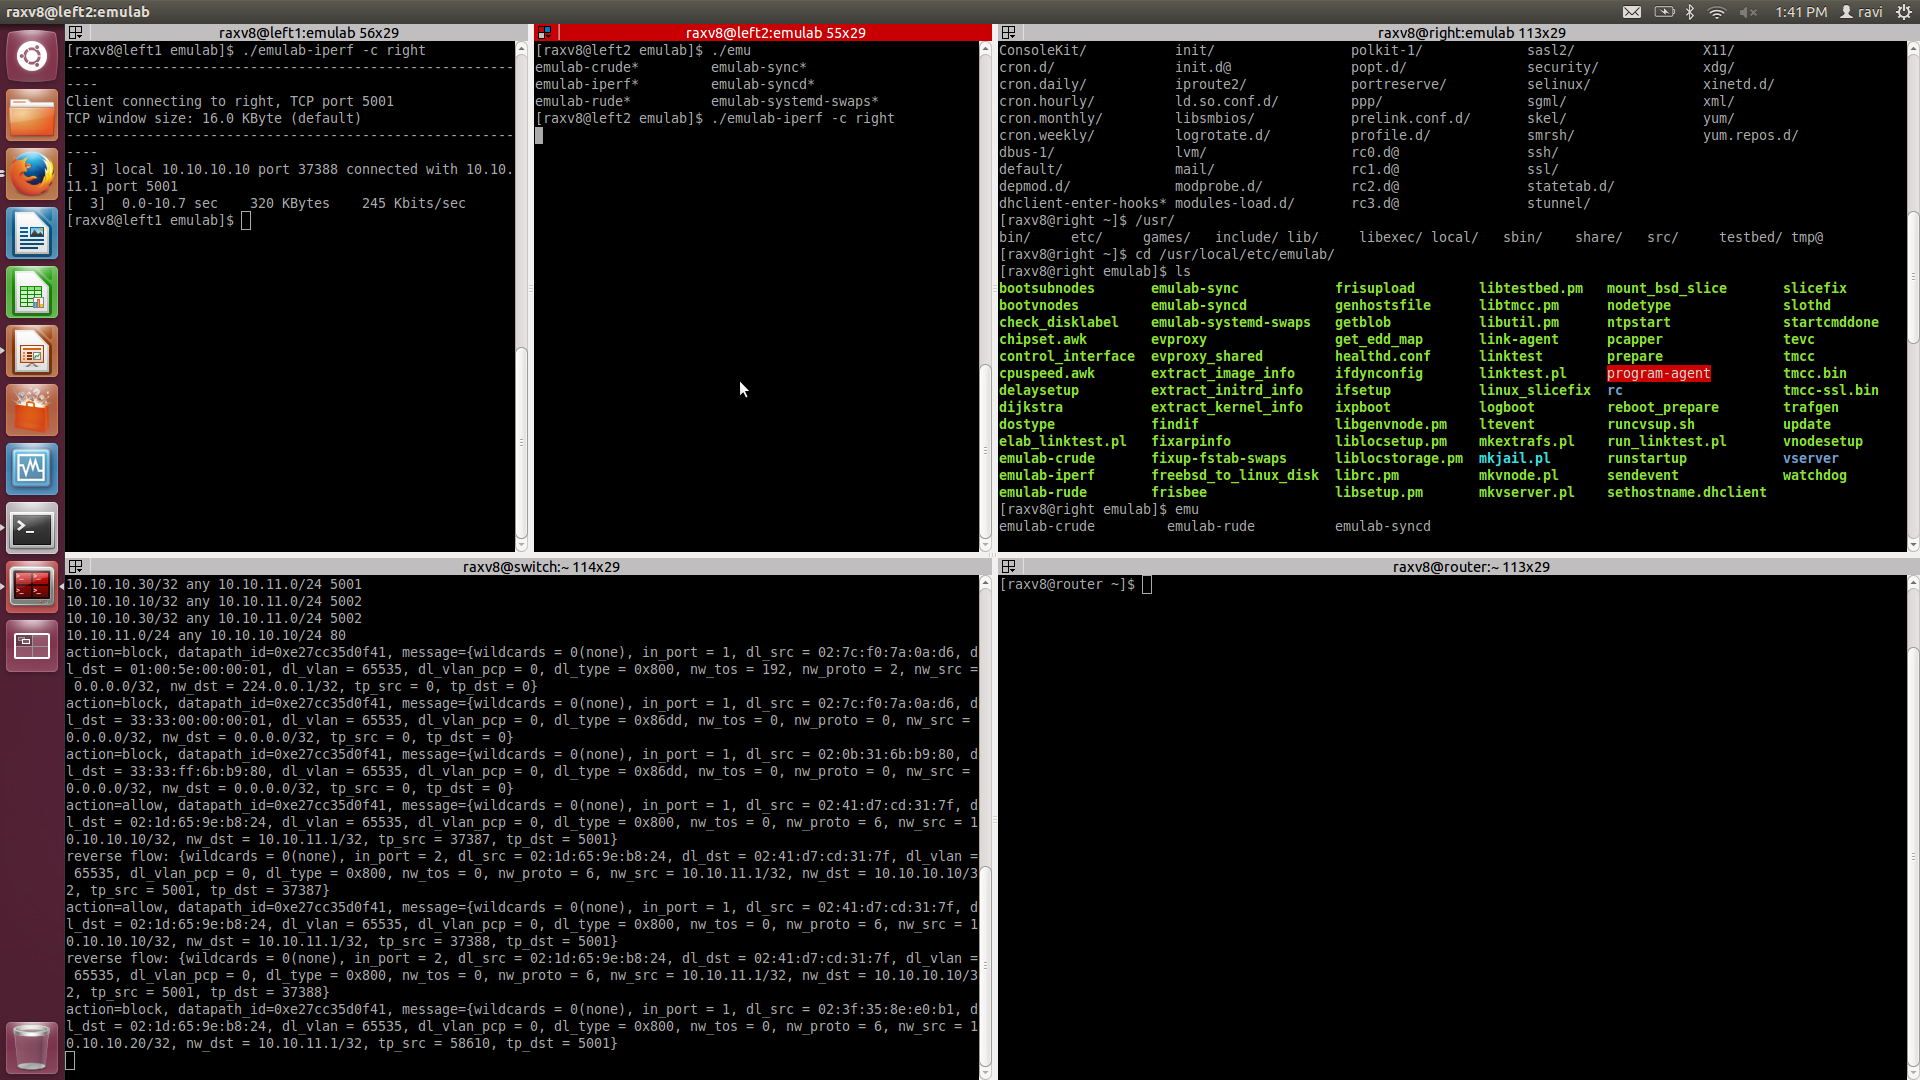 raxv8@left2:emulab
1:41 PM ravi
raxv8@left1:emulab 56x29
[raxv8@left1 emulab]$ ./emulab-iperf -c right
--------------------------------------------------------
----
Client connecting to right, TCP port 5001
TCP window size: 16.0 KByte (default)
--------------------------------------------------------
----
[  3] local 10.10.10.10 port 37388 connected with 10.10.
11.1 port 5001
[  3]  0.0-10.7 sec    320 KBytes    245 Kbits/sec
[raxv8@left1 emulab]$
raxv8@left2:emulab 55x29
[raxv8@left2 emulab]$ ./emu
emulab-crude*         emulab-sync*
emulab-iperf*         emulab-syncd*
emulab-rude*          emulab-systemd-swaps*
[raxv8@left2 emulab]$ ./emulab-iperf -c right
raxv8@right:emulab 113x29
ConsoleKit/           init/                 polkit-1/             sasl2/                X11/
cron.d/               init.d@               popt.d/               security/             xdg/
cron.daily/           iproute2/             portreserve/          selinux/              xinetd.d/
cron.hourly/          ld.so.conf.d/         ppp/                  sgml/                 xml/
cron.monthly/         libsmbios/            prelink.conf.d/       skel/                 yum/
cron.weekly/          logrotate.d/          profile.d/            smrsh/                yum.repos.d/
dbus-1/               lvm/                  rc0.d@                ssh/
default/              mail/                 rc1.d@                ssl/
depmod.d/             modprobe.d/           rc2.d@                statetab.d/
dhclient-enter-hooks* modules-load.d/       rc3.d@                stunnel/
[raxv8@right ~]$ /usr/
bin/     etc/     games/   include/ lib/     libexec/ local/   sbin/    share/   src/     testbed/ tmp@
[raxv8@right ~]$ cd /usr/local/etc/emulab/
[raxv8@right emulab]$ ls
bootsubnodes       emulab-sync            frisupload        libtestbed.pm   mount_bsd_slice       slicefix
bootvnodes         emulab-syncd           genhostsfile      libtmcc.pm      nodetype              slothd
check_disklabel    emulab-systemd-swaps   getblob           libutil.pm      ntpstart              startcmddone
chipset.awk        evproxy                get_edd_map       link-agent      pcapper               tevc
control_interface  evproxy_shared         healthd.conf      linktest        prepare               tmcc
cpuspeed.awk       extract_image_info     ifdynconfig       linktest.pl     program-agent         tmcc.bin
delaysetup         extract_initrd_info    ifsetup           linux_slicefix  rc                    tmcc-ssl.bin
dijkstra           extract_kernel_info    ixpboot           logboot         reboot_prepare        trafgen
dostype            findif                 libgenvnode.pm    ltevent         runcvsup.sh           update
elab_linktest.pl   fixarpinfo             liblocsetup.pm    mkextrafs.pl    run_linktest.pl       vnodesetup
emulab-crude       fixup-fstab-swaps      liblocstorage.pm  mkjail.pl       runstartup            vserver
emulab-iperf       freebsd_to_linux_disk  librc.pm          mkvnode.pl      sendevent             watchdog
emulab-rude        frisbee                libsetup.pm       mkvserver.pl    sethostname.dhclient
[raxv8@right emulab]$ emu
emulab-crude         emulab-rude          emulab-syncd
raxv8@switch:~ 114x29
10.10.10.30/32 any 10.10.11.0/24 5001
10.10.10.10/32 any 10.10.11.0/24 5002
10.10.10.30/32 any 10.10.11.0/24 5002
10.10.11.0/24 any 10.10.10.10/24 80
action=block, datapath_id=0xe27cc35d0f41, message={wildcards = 0(none), in_port = 1, dl_src = 02:7c:f0:7a:0a:d6, d
l_dst = 01:00:5e:00:00:01, dl_vlan = 65535, dl_vlan_pcp = 0, dl_type = 0x800, nw_tos = 192, nw_proto = 2, nw_src =
 0.0.0.0/32, nw_dst = 224.0.0.1/32, tp_src = 0, tp_dst = 0}
action=block, datapath_id=0xe27cc35d0f41, message={wildcards = 0(none), in_port = 1, dl_src = 02:7c:f0:7a:0a:d6, d
l_dst = 33:33:00:00:00:01, dl_vlan = 65535, dl_vlan_pcp = 0, dl_type = 0x86dd, nw_tos = 0, nw_proto = 0, nw_src =
0.0.0.0/32, nw_dst = 0.0.0.0/32, tp_src = 0, tp_dst = 0}
action=block, datapath_id=0xe27cc35d0f41, message={wildcards = 0(none), in_port = 1, dl_src = 02:0b:31:6b:b9:80, d
l_dst = 33:33:ff:6b:b9:80, dl_vlan = 65535, dl_vlan_pcp = 0, dl_type = 0x86dd, nw_tos = 0, nw_proto = 0, nw_src =
0.0.0.0/32, nw_dst = 0.0.0.0/32, tp_src = 0, tp_dst = 0}
action=allow, datapath_id=0xe27cc35d0f41, message={wildcards = 0(none), in_port = 1, dl_src = 02:41:d7:cd:31:7f, d
l_dst = 02:1d:65:9e:b8:24, dl_vlan = 65535, dl_vlan_pcp = 0, dl_type = 0x800, nw_tos = 0, nw_proto = 6, nw_src = 1
0.10.10.10/32, nw_dst = 10.10.11.1/32, tp_src = 37387, tp_dst = 5001}
reverse flow: {wildcards = 0(none), in_port = 2, dl_src = 02:1d:65:9e:b8:24, dl_dst = 02:41:d7:cd:31:7f, dl_vlan =
 65535, dl_vlan_pcp = 0, dl_type = 0x800, nw_tos = 0, nw_proto = 6, nw_src = 10.10.11.1/32, nw_dst = 10.10.10.10/3
2, tp_src = 5001, tp_dst = 37387}
action=allow, datapath_id=0xe27cc35d0f41, message={wildcards = 0(none), in_port = 1, dl_src = 02:41:d7:cd:31:7f, d
l_dst = 02:1d:65:9e:b8:24, dl_vlan = 65535, dl_vlan_pcp = 0, dl_type = 0x800, nw_tos = 0, nw_proto = 6, nw_src = 1
0.10.10.10/32, nw_dst = 10.10.11.1/32, tp_src = 37388, tp_dst = 5001}
reverse flow: {wildcards = 0(none), in_port = 2, dl_src = 02:1d:65:9e:b8:24, dl_dst = 02:41:d7:cd:31:7f, dl_vlan =
 65535, dl_vlan_pcp = 0, dl_type = 0x800, nw_tos = 0, nw_proto = 6, nw_src = 10.10.11.1/32, nw_dst = 10.10.10.10/3
2, tp_src = 5001, tp_dst = 37388}
action=block, datapath_id=0xe27cc35d0f41, message={wildcards = 0(none), in_port = 1, dl_src = 02:3f:35:8e:e0:b1, d
l_dst = 02:1d:65:9e:b8:24, dl_vlan = 65535, dl_vlan_pcp = 0, dl_type = 0x800, nw_tos = 0, nw_proto = 6, nw_src = 1
0.10.10.20/32, nw_dst = 10.10.11.1/32, tp_src = 58610, tp_dst = 5001}
raxv8@router:~ 113x29
[raxv8@router ~]$